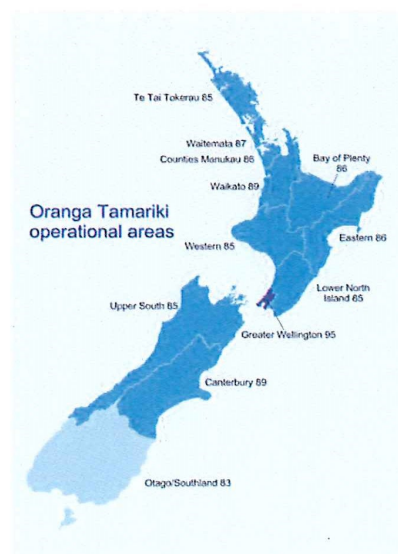 Te Tai Tokerau 85
Waitemata 87
Counties Manukau 86
Bay of Plenty
86
Waikato 89
Oranga Tamariki
operational areas
Western 85
Eastern 86
Lower North
Island 85
Upper South 85
Greater Wellington 95
Canterbury 89
Otago/Southland 83